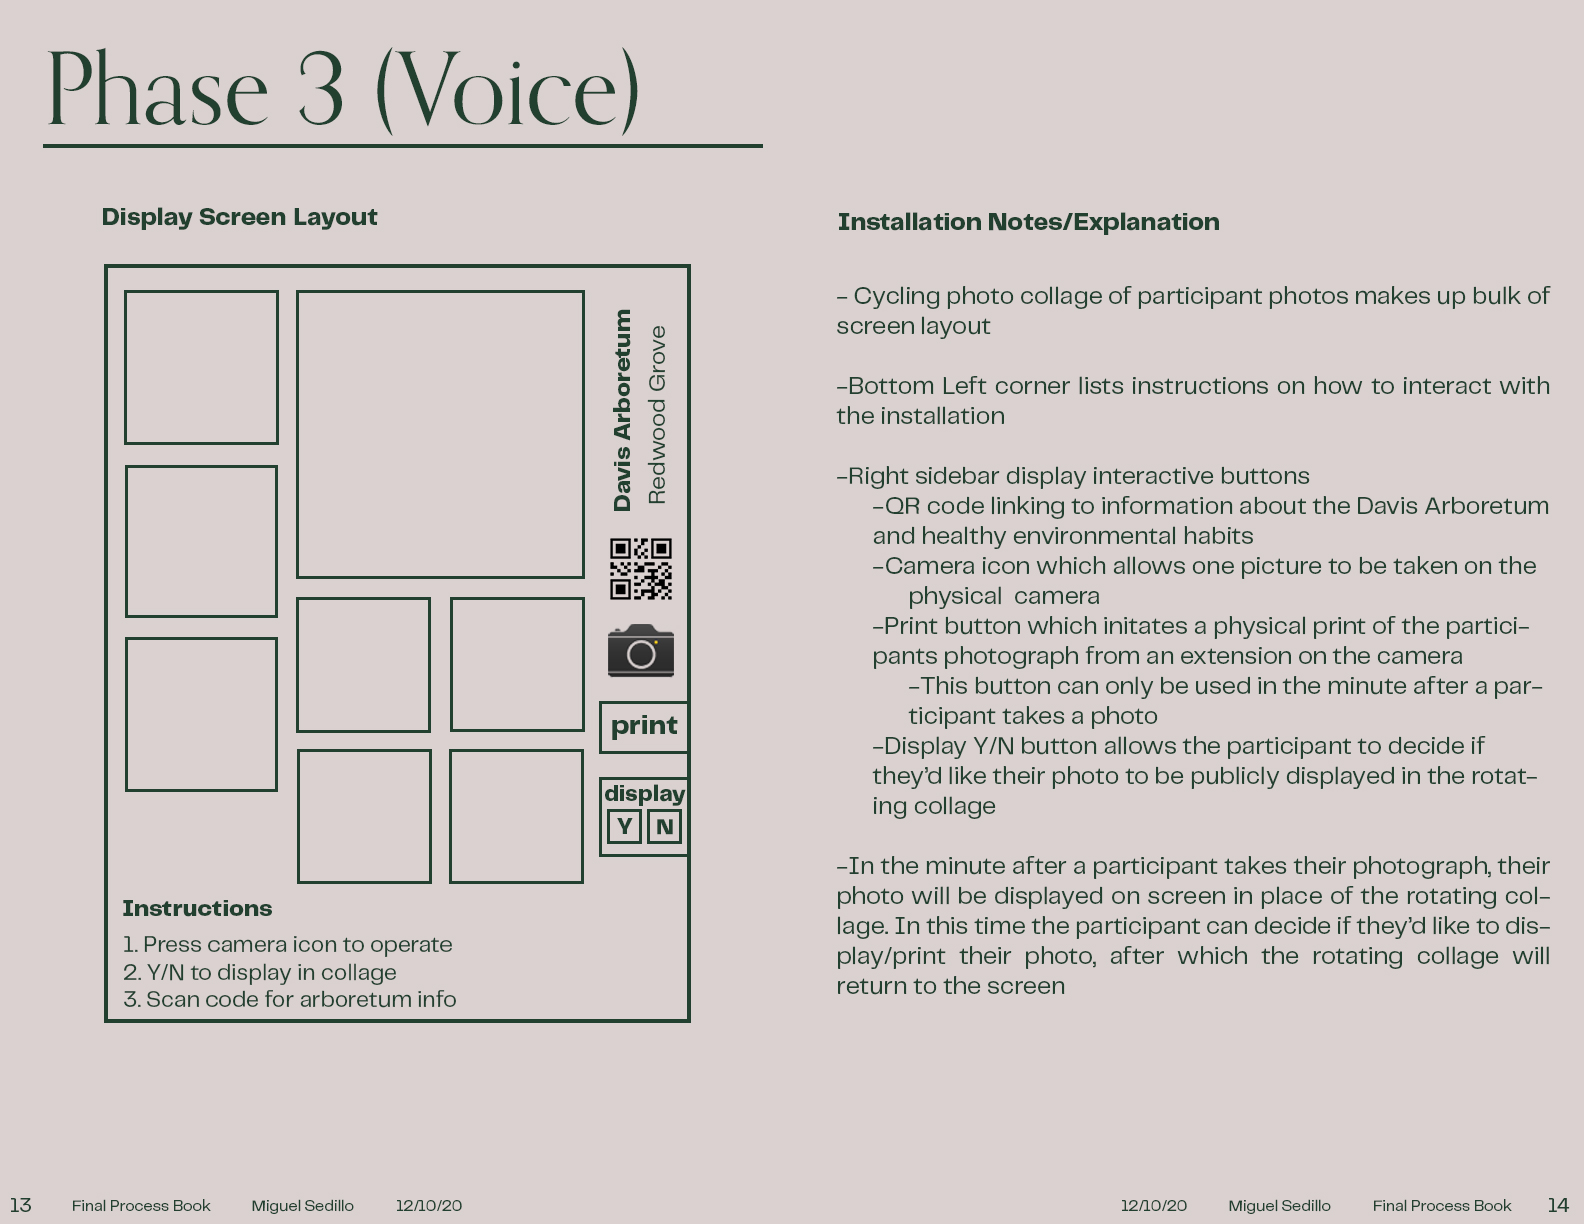 Phase 3 (Voice)
Display Screen Layout
Davis Arboretum
Redwood Grove
print
display
Y N
Instructions
1. Press camera icon to operate
2. Y/N to display in collage
3. Scan code for arboretum info
Installation Notes/Explanation
- Cycling photo collage of participant photos makes up bulk of
screen layout
-Bottom Left corner lists instructions on how to interact with
the installation
-Right sidebar display interactive buttons
-QR code linking to information about the Davis Arboretum
and healthy environmental habits
-Camera icon which allows one picture to be taken on the
physical camera
-Print button which initates a physical print of the partici-
pants photograph from an extension on the camera
-This button can only be used in the minute after a par-
ticipant takes a photo
-Display Y/N button allows the participant to decide if
they’d like their photo to be publicly displayed in the rotat-
ing collage
-In the minute after a participant takes their photograph, their
photo will be displayed on screen in place of the rotating col-
lage. In this time the participant can decide if they’d like to dis-
play/print their photo, after which the rotating collage will
return to the screen
13 Final Process Book Miguel Sedillo 12/10/20
12/10/20 Miguel Sedillo Final Process Book 14